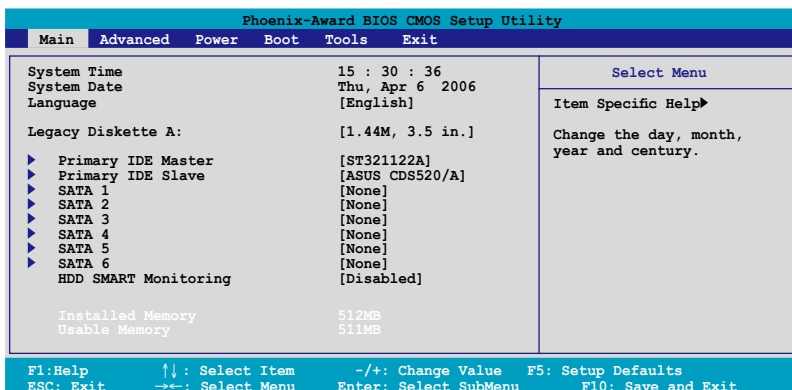 Phoenix-Award BIOS CMOS Setup Utility
Main Advanced Power Boot Tools Exit
System Time 15 : 30 : 36
System Date Thu, Apr 6 2006
Language [English]
Legacy Diskette A: [1.44M, 3.5 in.]
Primary IDE Master [ST321122A]
Primary IDE Slave [ASUS CDS520/A]
SATA 1 [None]
SATA 2 [None]
SATA 3 [None]
SATA 4 [None]
SATA 5 [None]
SATA 6 [None]
HDD SMART Monitoring [Disabled]
Installed Memory 512MB
Usable Memory 511MB
Select Menu
Item Specific Help
Change the day, month,
year and century.
F1:Help ↑↓: Select Item -/+: Change Value F5: Setup Defaults
ESC: Exit →←: Select Menu Enter: Select SubMenu F10: Save and Exit